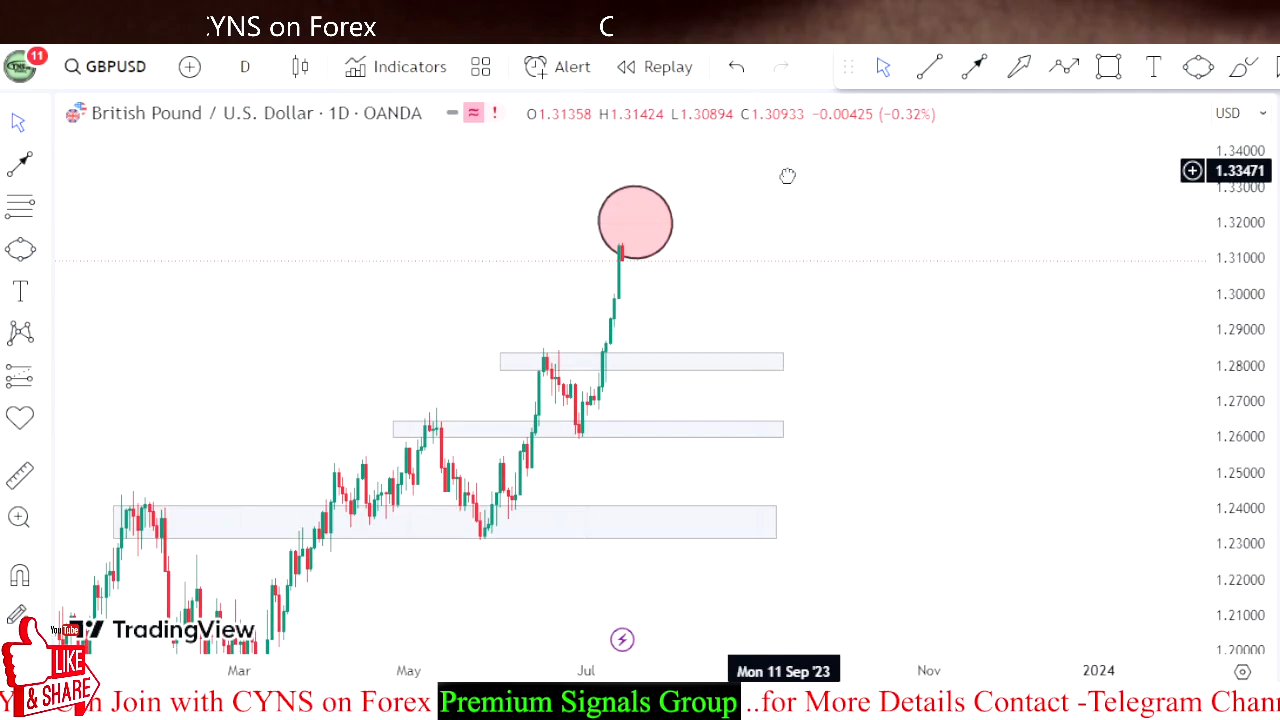 CYNS on Forex C
11
GBPUSD D Indicators Alert Replay
British Pound / U.S. Dollar · 1D · OANDA O1.31358 H1.31424 L1.30894 C1.30933 −0.00425 (−0.32%) USD
1.34000
1.33471
1.33000
1.32000
1.31000
1.30000
1.29000
1.28000
1.27000
1.26000
1.25000
1.24000
1.23000
1.22000
1.21000
1.20000
TradingView
YouTube
LIKE
& SHARE
Mar May Jul Mon 11 Sep '23 Nov 2024
Join with CYNS on Forex Premium Signals Group ..for More Details Contact -Telegram Chan